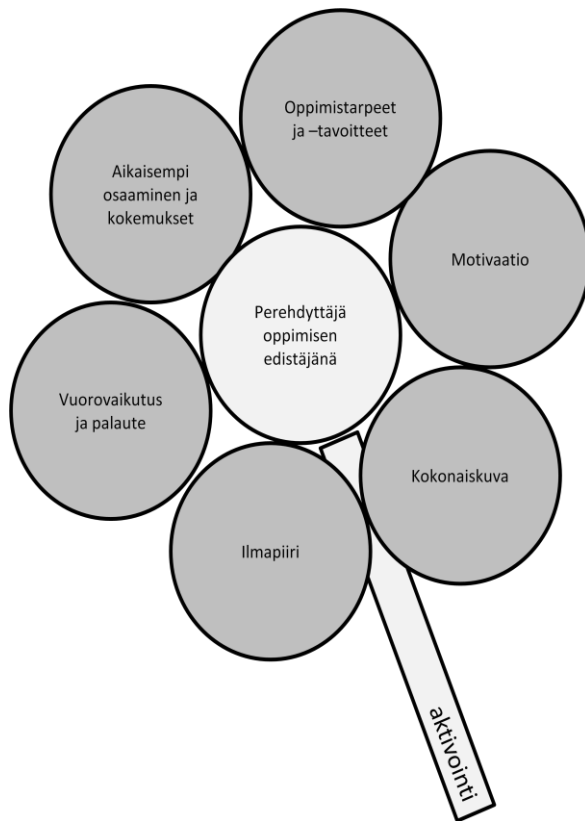 Oppimistarpeet
ja –tavoitteet
Aikaisempi
osaaminen ja
kokemukset
Motivaatio
Perehdyttäjä
oppimisen
edistäjänä
Vuorovaikutus
ja palaute
Kokonaiskuva
Ilmapiiri
aktivointi